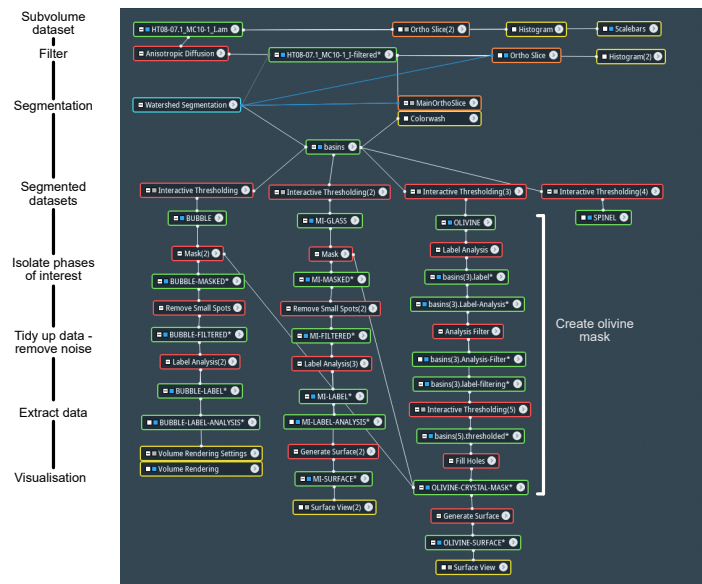 Subvolume
dataset
Filter
Segmentation
Segmented
datasets
Isolate phases
of interest
Tidy up data -
remove noise
Extract data
Visualisation
HT08-07.1_MC10-1_I.am
Ortho Slice(2)
Histogram
Scalebars
Anisotropic Diffusion
HT08-07.1_MC10-1_I-filtered*
Ortho Slice
Histogram(2)
Watershed Segmentation
MainOrthoSlice
Colorwash
basins
Interactive Thresholding
Interactive Thresholding(2)
Interactive Thresholding(3)
Interactive Thresholding(4)
BUBBLE
MI-GLASS
OLIVINE
SPINEL
Mask(2)
Mask
Label Analysis
BUBBLE-MASKED*
MI-MASKED*
basins(3).label*
Remove Small Spots
Remove Small Spots(2)
basins(3).Label-Analysis*
BUBBLE-FILTERED*
MI-FILTERED*
Analysis Filter
Label Analysis(2)
Label Analysis(3)
basins(3).Analysis-Filter*
BUBBLE-LABEL*
MI-LABEL*
basins(3).label-filtering*
BUBBLE-LABEL-ANALYSIS*
MI-LABEL-ANALYSIS*
Interactive Thresholding(5)
Volume Rendering Settings
Generate Surface(2)
basins(5).thresholded*
Volume Rendering
MI-SURFACE*
Fill Holes
Surface View(2)
OLIVINE-CRYSTAL-MASK*
Generate Surface
OLIVINE-SURFACE*
Surface View
Create olivine
mask